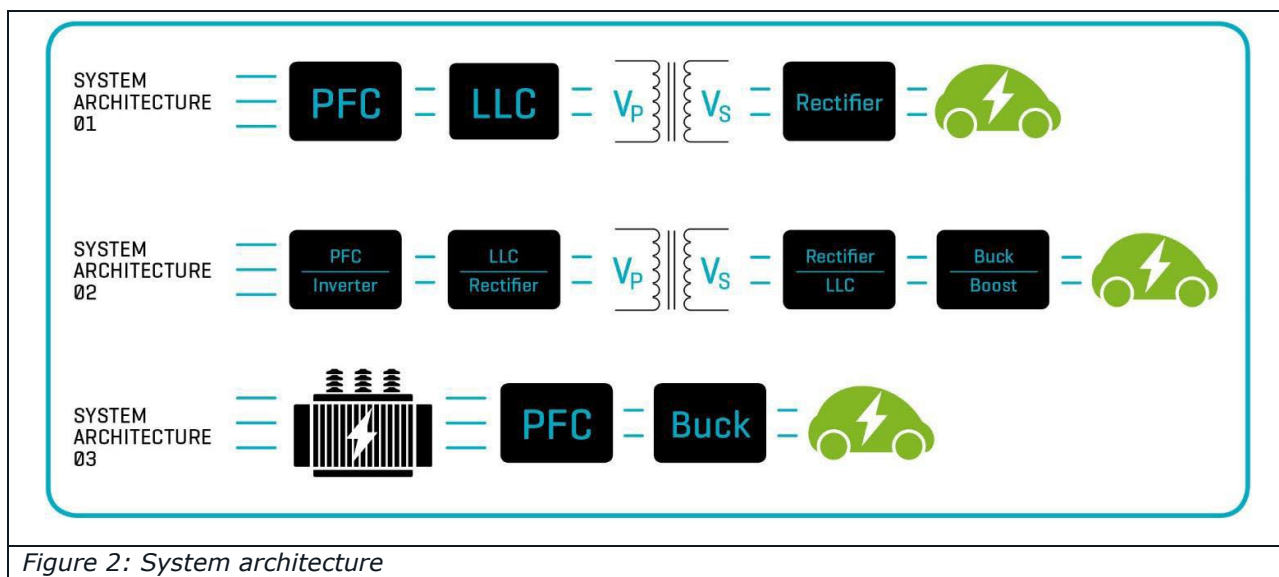 SYSTEM
ARCHITECTURE
01
PFC
LLC
VP
VS
Rectifier
SYSTEM
ARCHITECTURE
02
PFC
Inverter
LLC
Rectifier
VP
VS
Rectifier
LLC
Buck
Boost
SYSTEM
ARCHITECTURE
03
PFC
Buck
Figure 2: System architecture